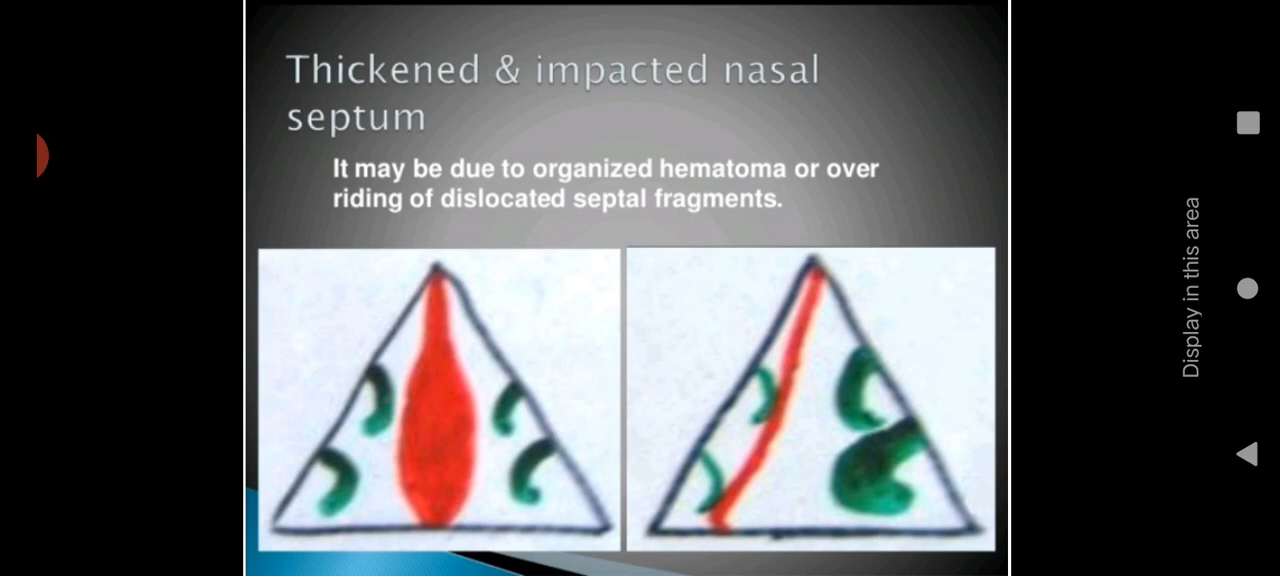 Thickened & impacted nasal
septum
It may be due to organized hematoma or over
riding of dislocated septal fragments.
Display in this area